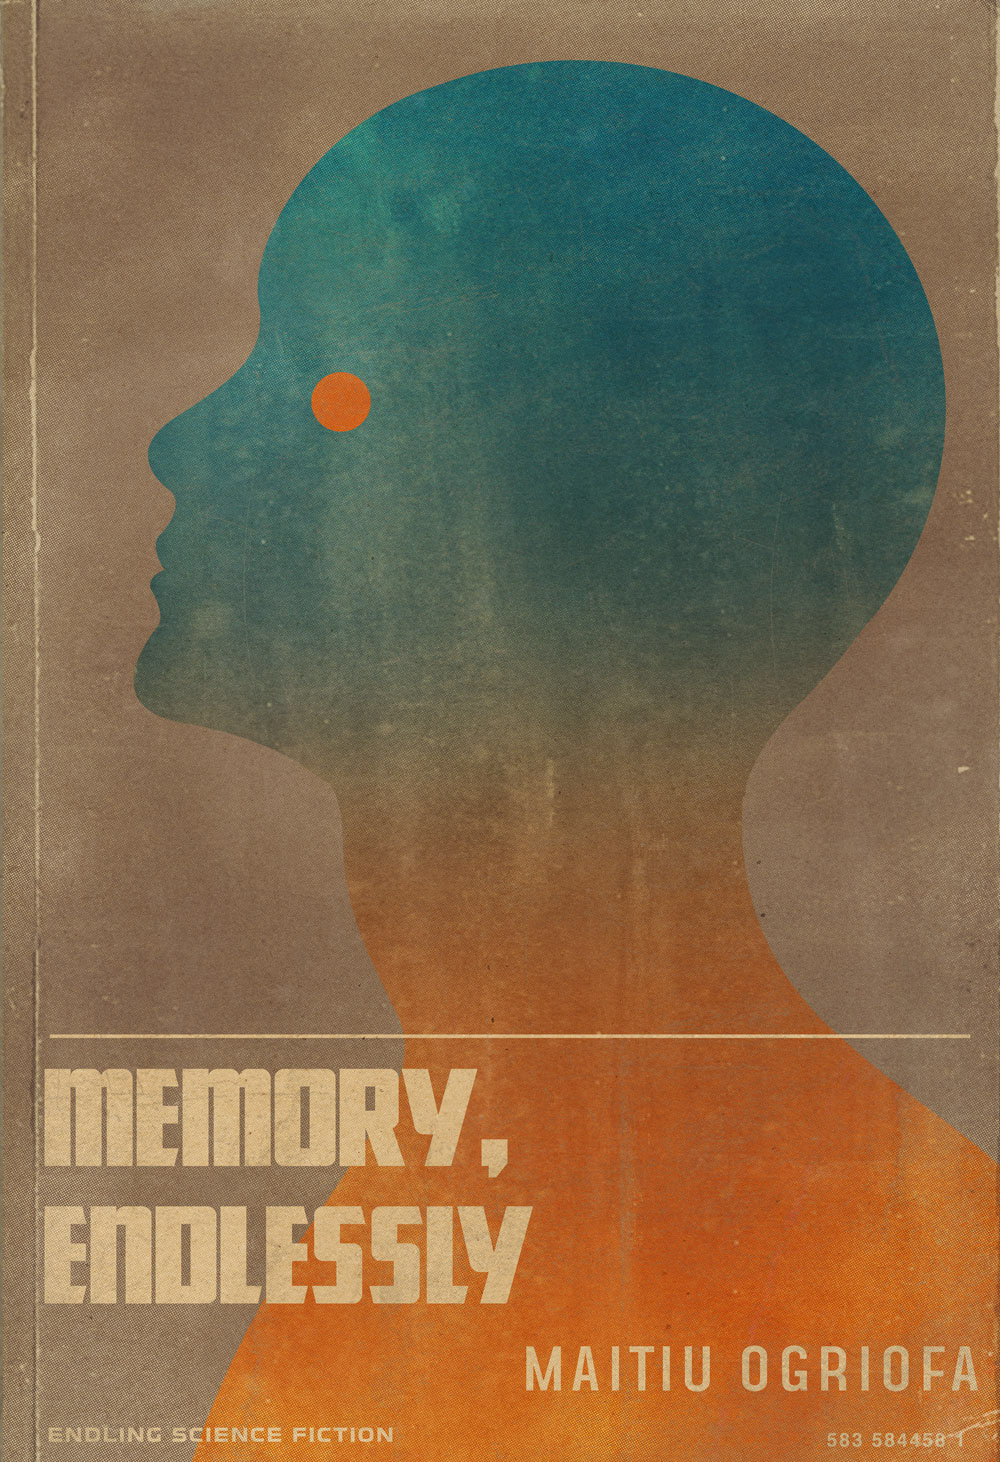 MEMORY,
ENDLESSLY
MAITIU OGRIOFA
ENDLING SCIENCE FICTION
583 584458 1